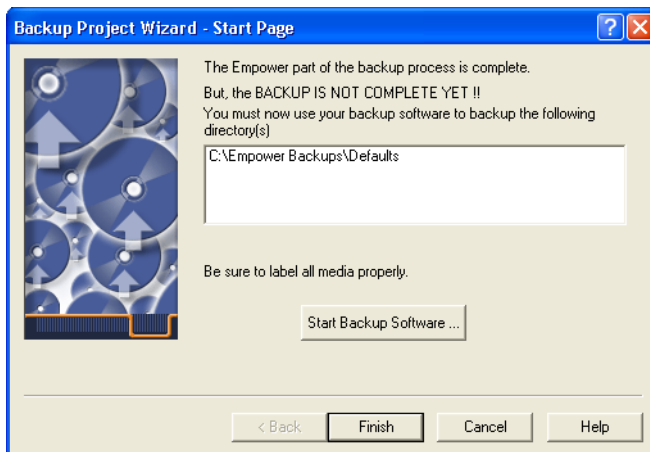 Backup Project Wizard - Start Page
The Empower part of the backup process is complete.
But, the BACKUP IS NOT COMPLETE YET !!
You must now use your backup software to backup the following
directory(s)
C:\Empower Backups\Defaults
Be sure to label all media properly.
Start Backup Software ...
< Back
Finish
Cancel
Help